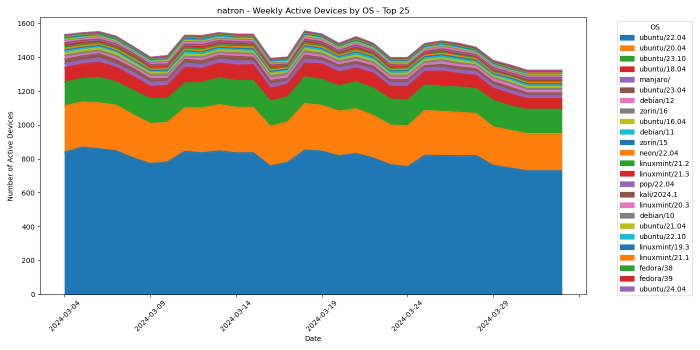 natron - Weekly Active Devices by OS - Top 25
Number of Active Devices
1600
1400
1200
1000
800
600
400
200
0
2024-03-04
2024-03-09
2024-03-14
2024-03-19
2024-03-24
2024-03-29
Date
OS
ubuntu/22.04
ubuntu/20.04
ubuntu/23.10
ubuntu/18.04
manjaro/
ubuntu/23.04
debian/12
zorin/16
ubuntu/16.04
debian/11
zorin/15
neon/22.04
linuxmint/21.2
linuxmint/21.3
pop/22.04
kali/2024.1
linuxmint/20.3
debian/10
ubuntu/21.04
ubuntu/22.10
linuxmint/19.3
linuxmint/21.1
fedora/38
fedora/39
ubuntu/24.04